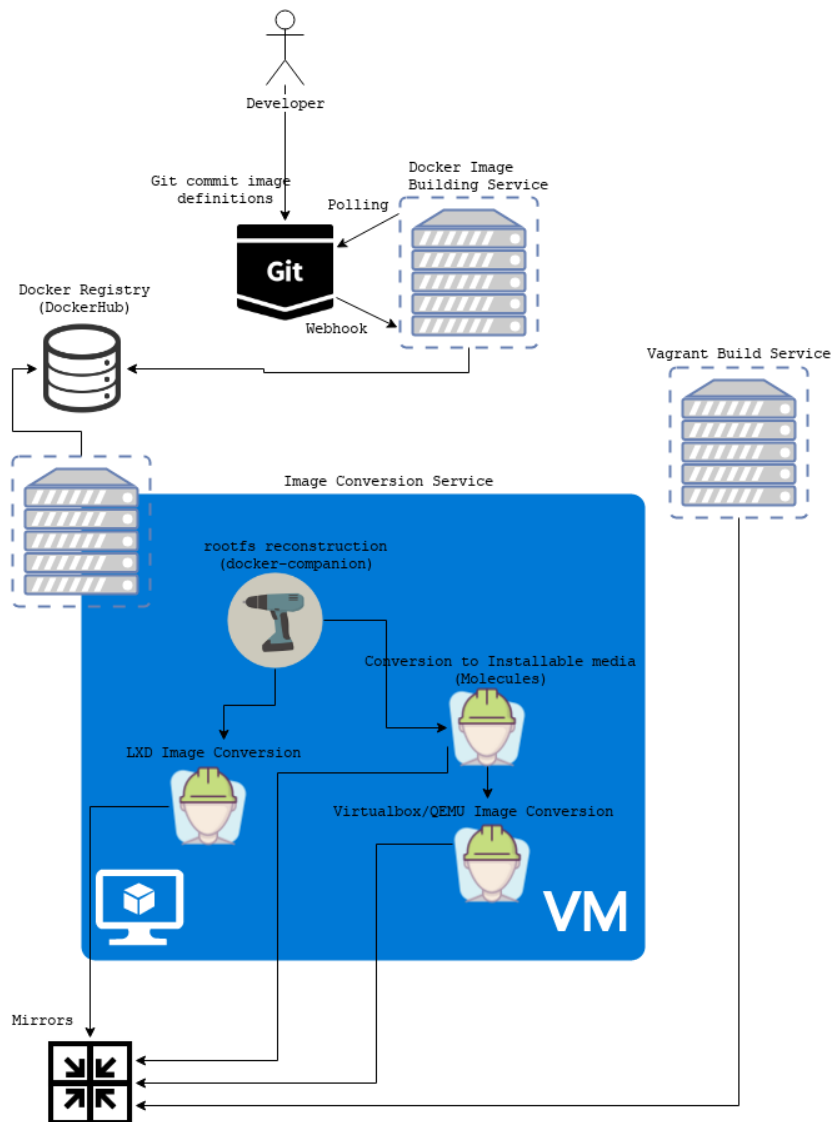 Developer
Git commit image
definitions
Docker Image
Building Service
Polling
Git
Webhook
Docker Registry
(DockerHub)
Vagrant Build Service
Image Conversion Service
rootfs reconstruction
(docker-companion)
Conversion to Installable media
(Molecules)
LXD Image Conversion
Virtualbox/QEMU Image Conversion
VM
Mirrors